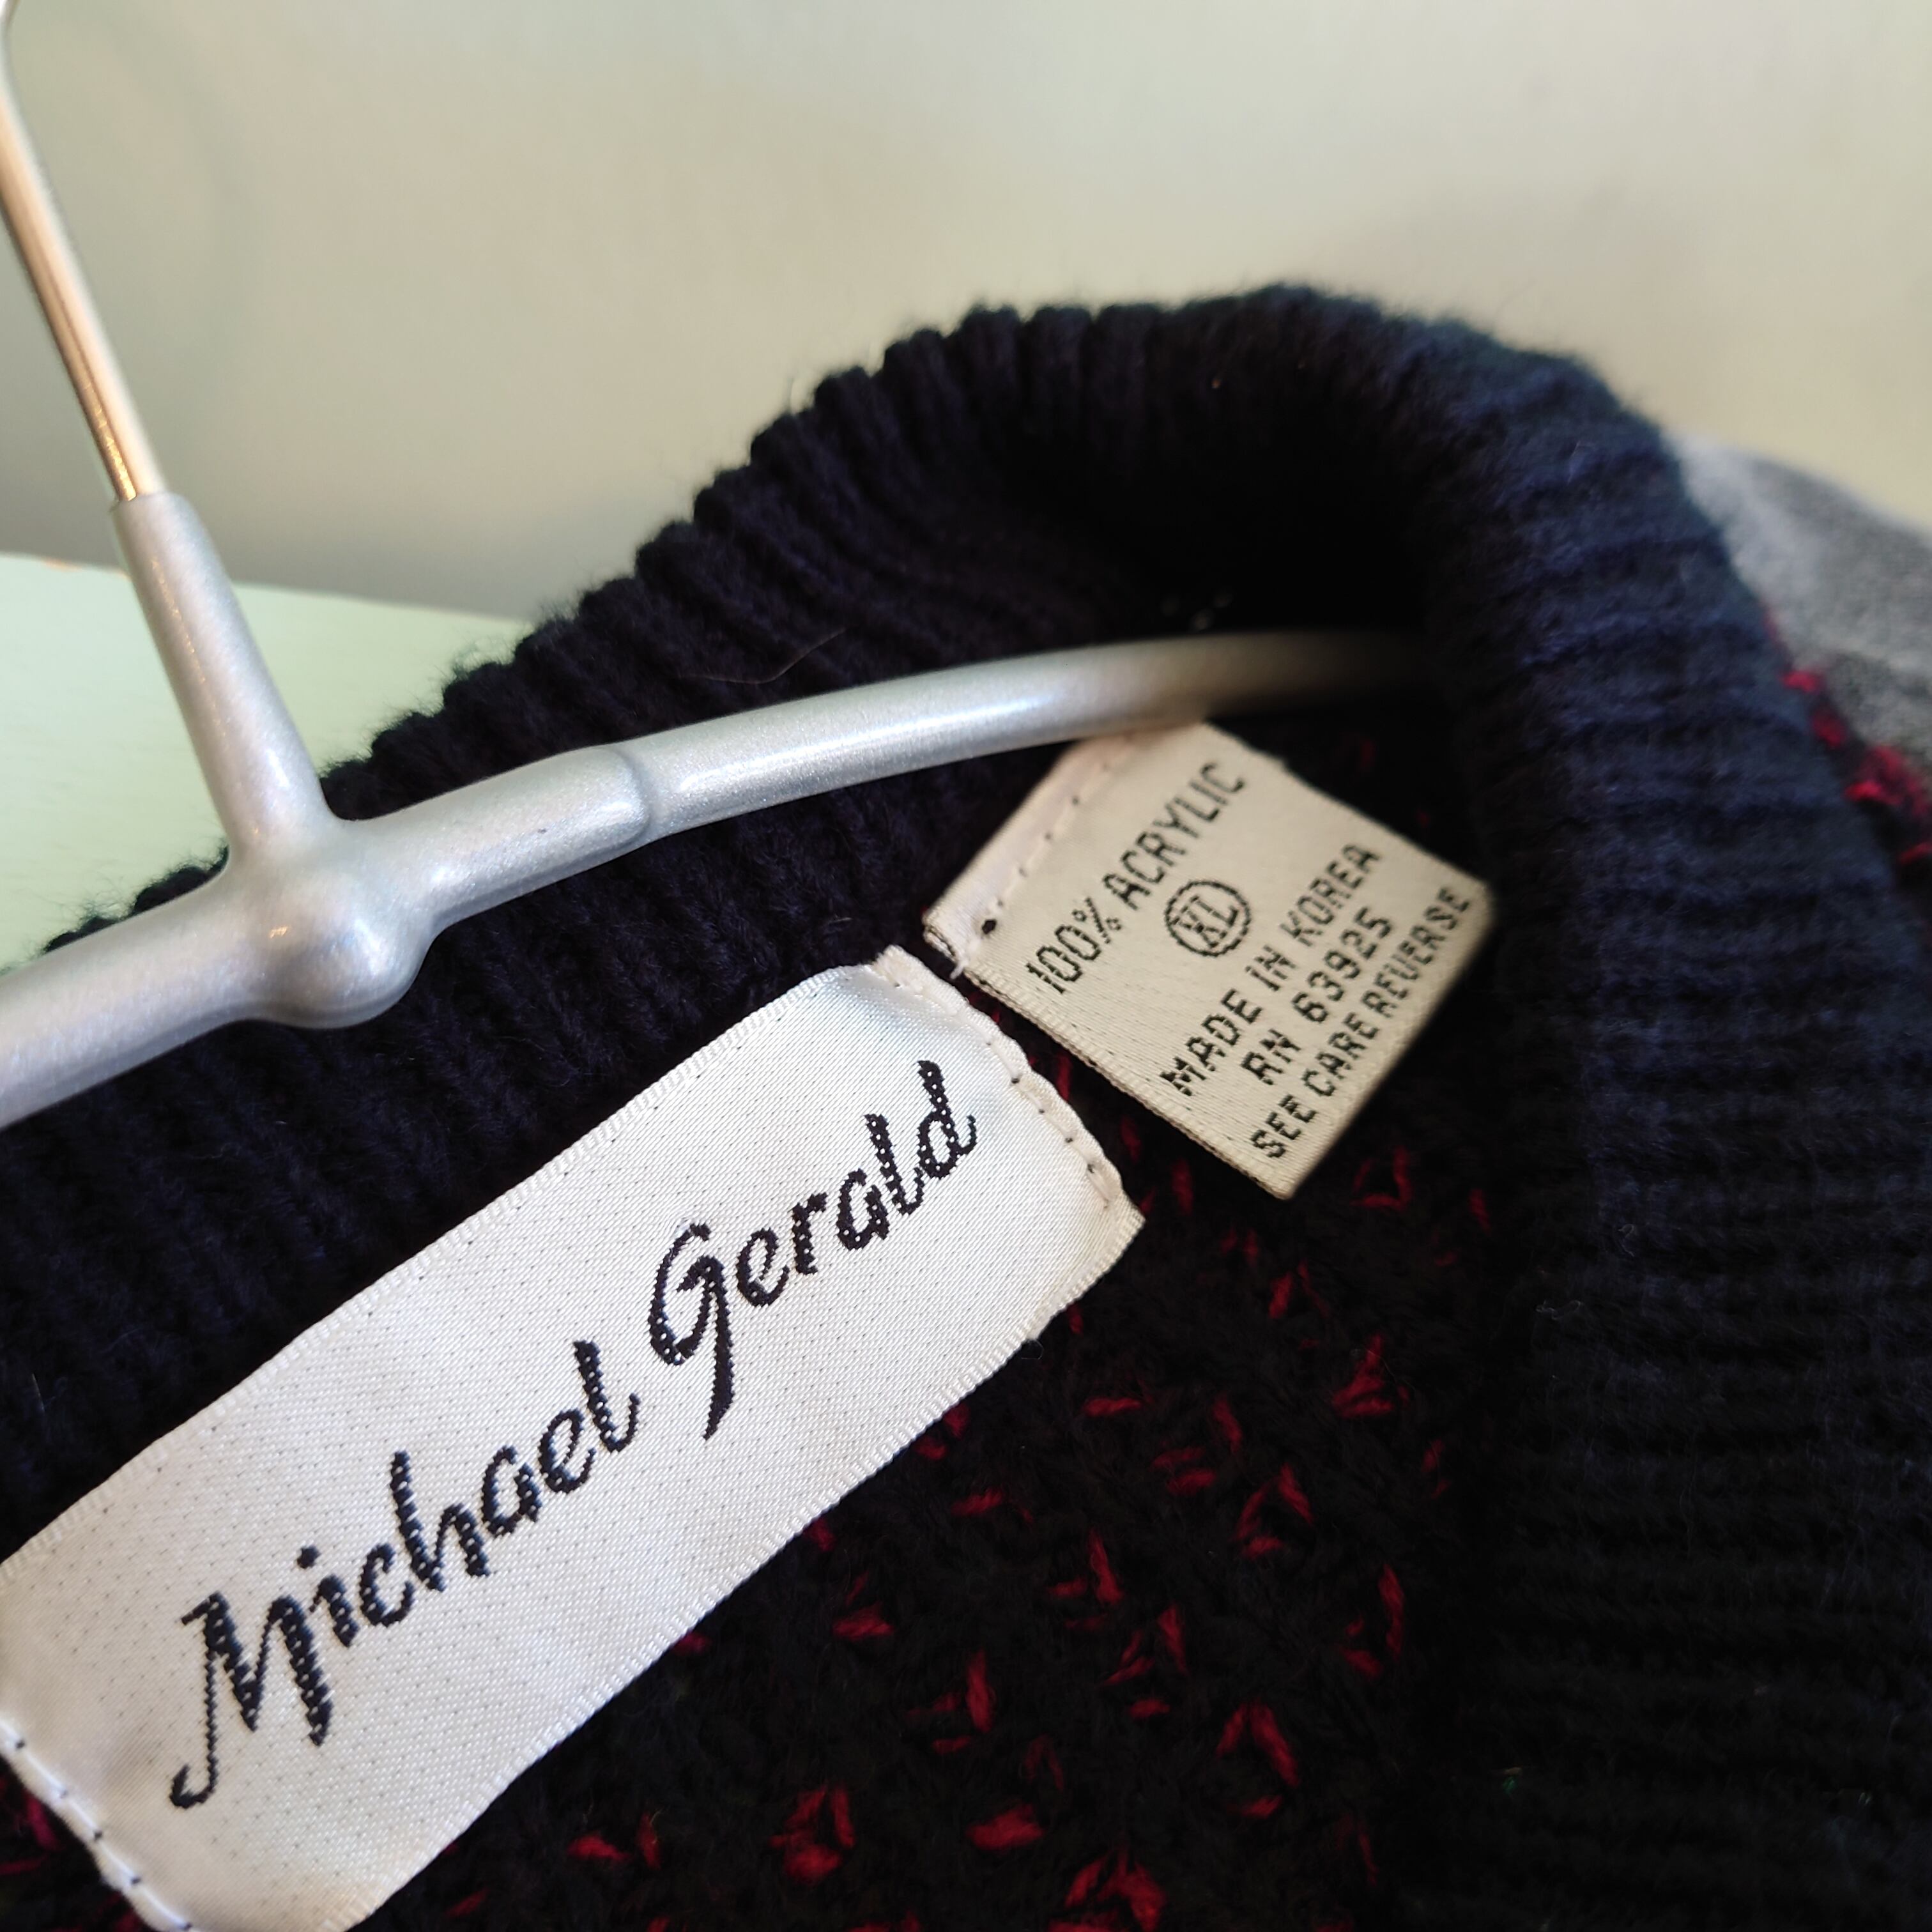 Michael Gerald
100% ACRYLIC
XL
MADE IN KOREA
RN 63925
SEE CARE REVERSE